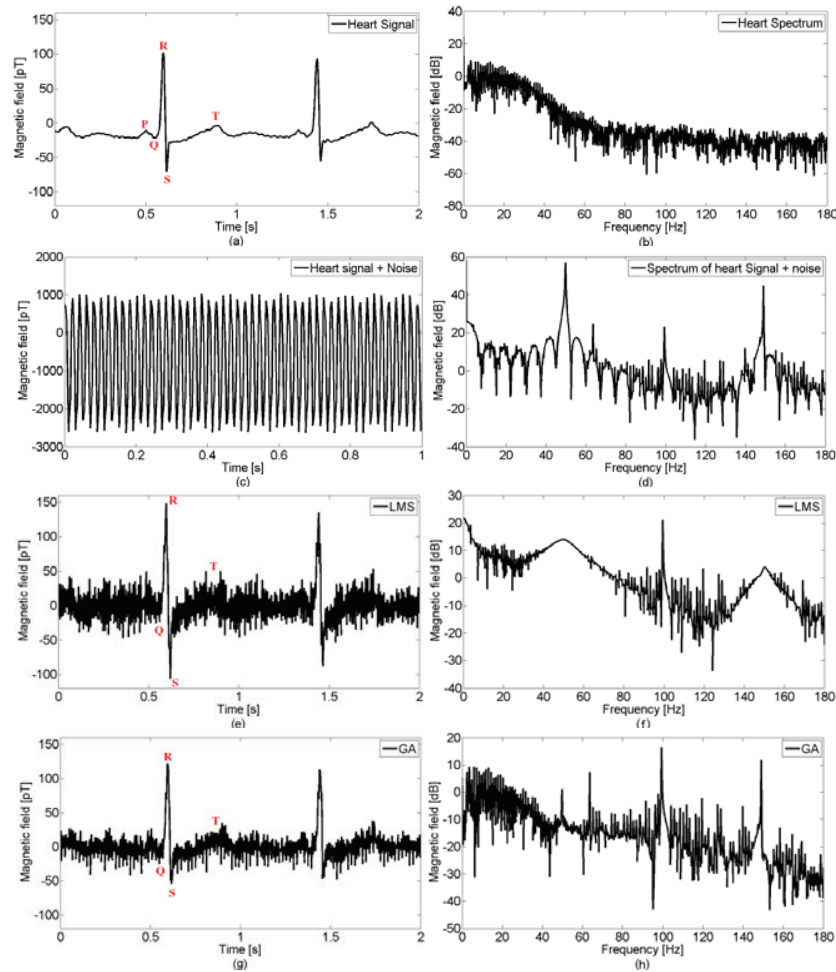 Heart Signal
Magnetic field [pT]
150
100
50
0
-50
-100
P
Q
R
S
T
0
0.5
1
1.5
2
Time [s]
(a)
Heart Spectrum
Magnetic field [dB]
40
20
0
-20
-40
-60
-80
0
20
40
60
80
100
120
140
160
180
Frequency [Hz]
(b)
Heart signal + Noise
Magnetic field [pT]
2000
1000
0
-1000
-2000
-3000
0
0.2
0.4
0.6
0.8
1
Time [s]
(c)
Spectrum of heart Signal + noise
Magnetic field [dB]
60
40
20
0
-20
40
0
20
40
60
80
100
120
140
160
180
Frequency [Hz]
(d)
LMS
Magnetic field [pT]
150
100
50
0
-50
-100
R
T
Q
S
0
0.5
1
1.5
2
Time [s]
(e)
LMS
Magnetic field [dB]
30
20
10
0
-10
-20
-30
-40
0
20
40
60
80
100
120
140
160
180
Frequency [Hz]
(f)
GA
Magnetic field [pT]
150
100
50
0
-50
-100
R
T
Q
S
0
0.5
1
1.5
2
Time [s]
(g)
GA
Magnetic field [dB]
20
10
0
-10
-20
-30
-40
-50
0
20
40
60
80
100
120
140
160
180
Frequency [Hz]
(h)